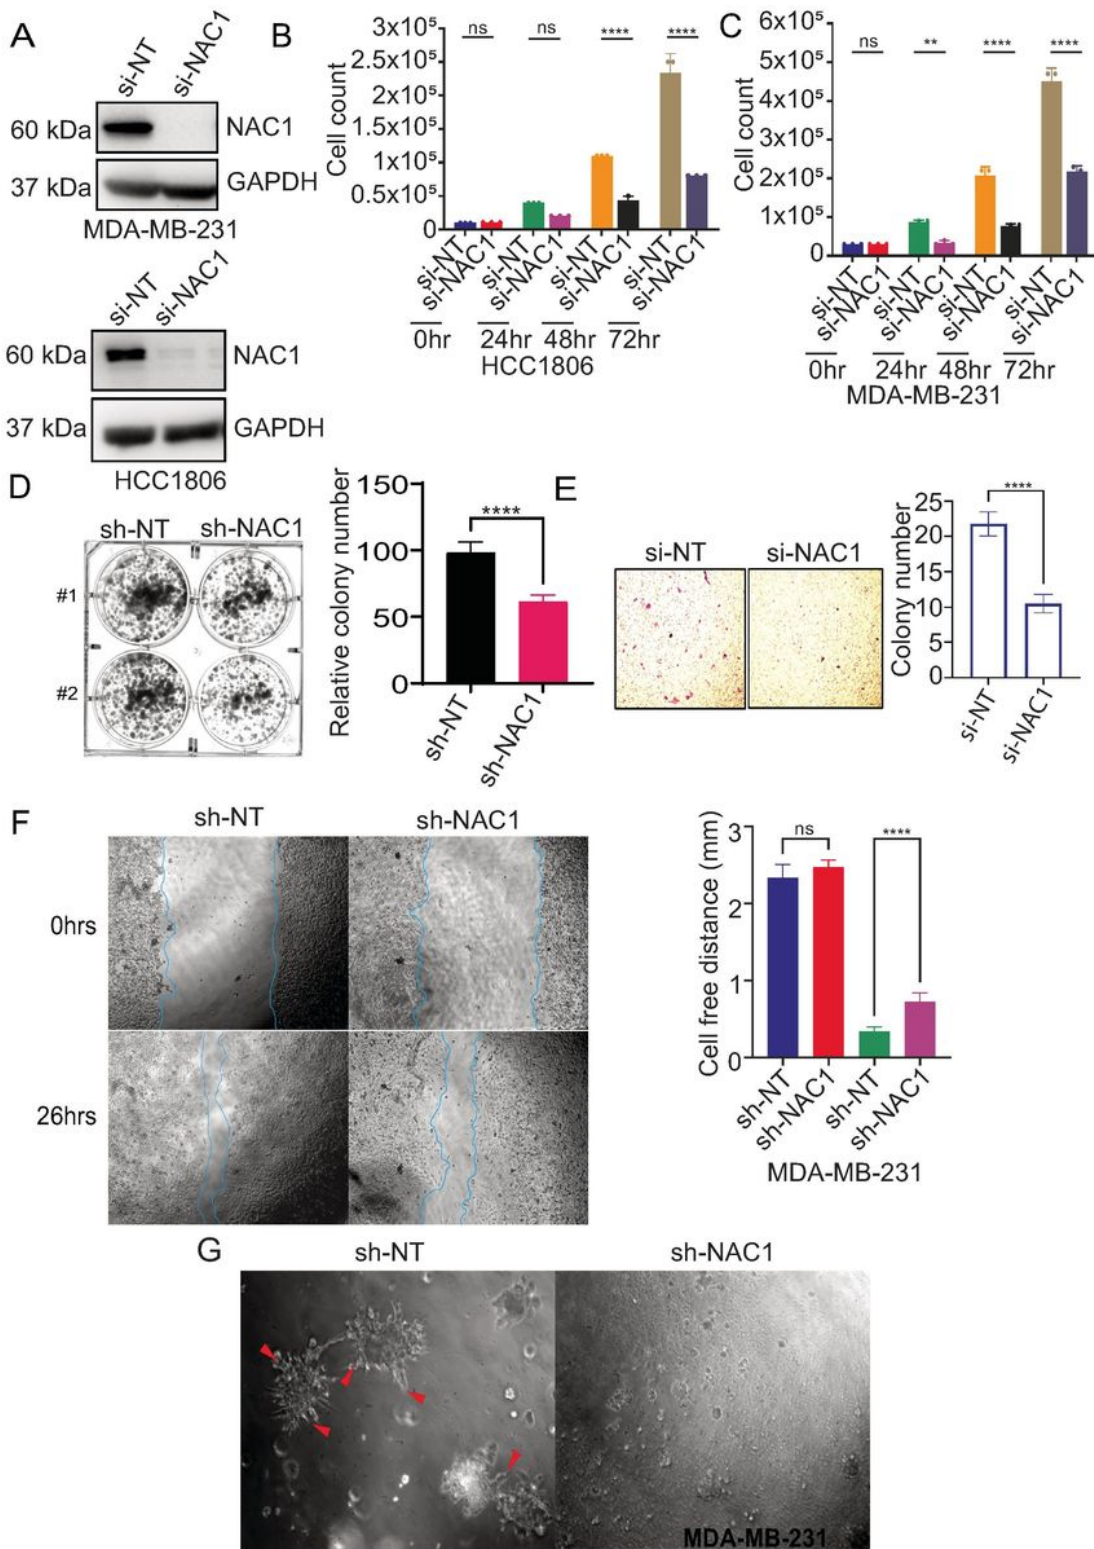 A
si-NT si-NAC1
60 kDa NAC1
37 kDa GAPDH
MDA-MB-231
si-NT si-NAC1
60 kDa NAC1
37 kDa GAPDH
HCC1806
B
Cell count
3x10⁵
2.5x10⁵
2x10⁵
1x10⁵
0.5x10⁵
0
ns ns **** ****
si-NT si-NAC1 si-NT si-NAC1 si-NT si-NAC1 si-NT si-NAC1
0hr 24hr 48hr 72hr
HCC1806
C
Cell count
6x10⁵
5x10⁵
4x10⁵
3x10⁵
2x10⁵
1x10⁵
0
ns ** **** ****
si-NT si-NAC1 si-NT si-NAC1 si-NT si-NAC1 si-NT si-NAC1
0hr 24hr 48hr 72hr
MDA-MB-231
D
sh-NT sh-NAC1
#1
#2
Relative colony number
150
100
50
0
****
sh-NT sh-NAC1
E
si-NT si-NAC1
Colony number
25
20
15
10
5
0
****
si-NT si-NAC1
F
sh-NT sh-NAC1
0hrs
26hrs
Cell free distance (mm)
3
2
1
0
ns ****
sh-NT sh-NAC1 sh-NT sh-NAC1
MDA-MB-231
G
sh-NT sh-NAC1
MDA-MB-231